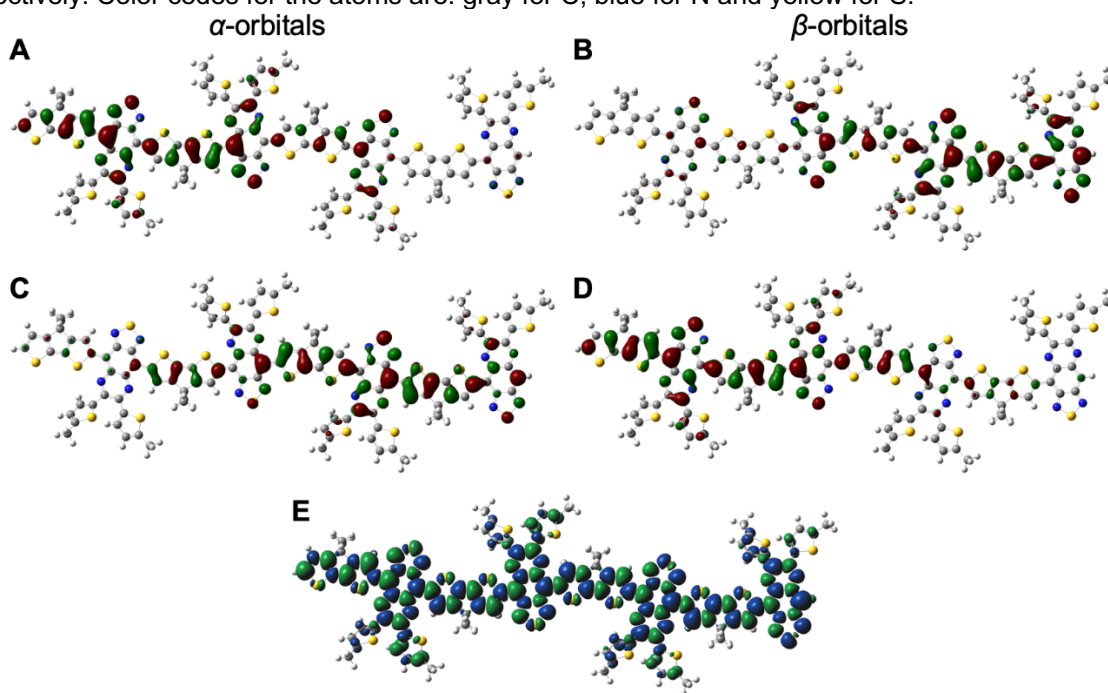 ectively. Color codes for the atoms are: gray for C, blue for N and yellow for S.
α-orbitals
β-orbitals
A
B
C
D
E